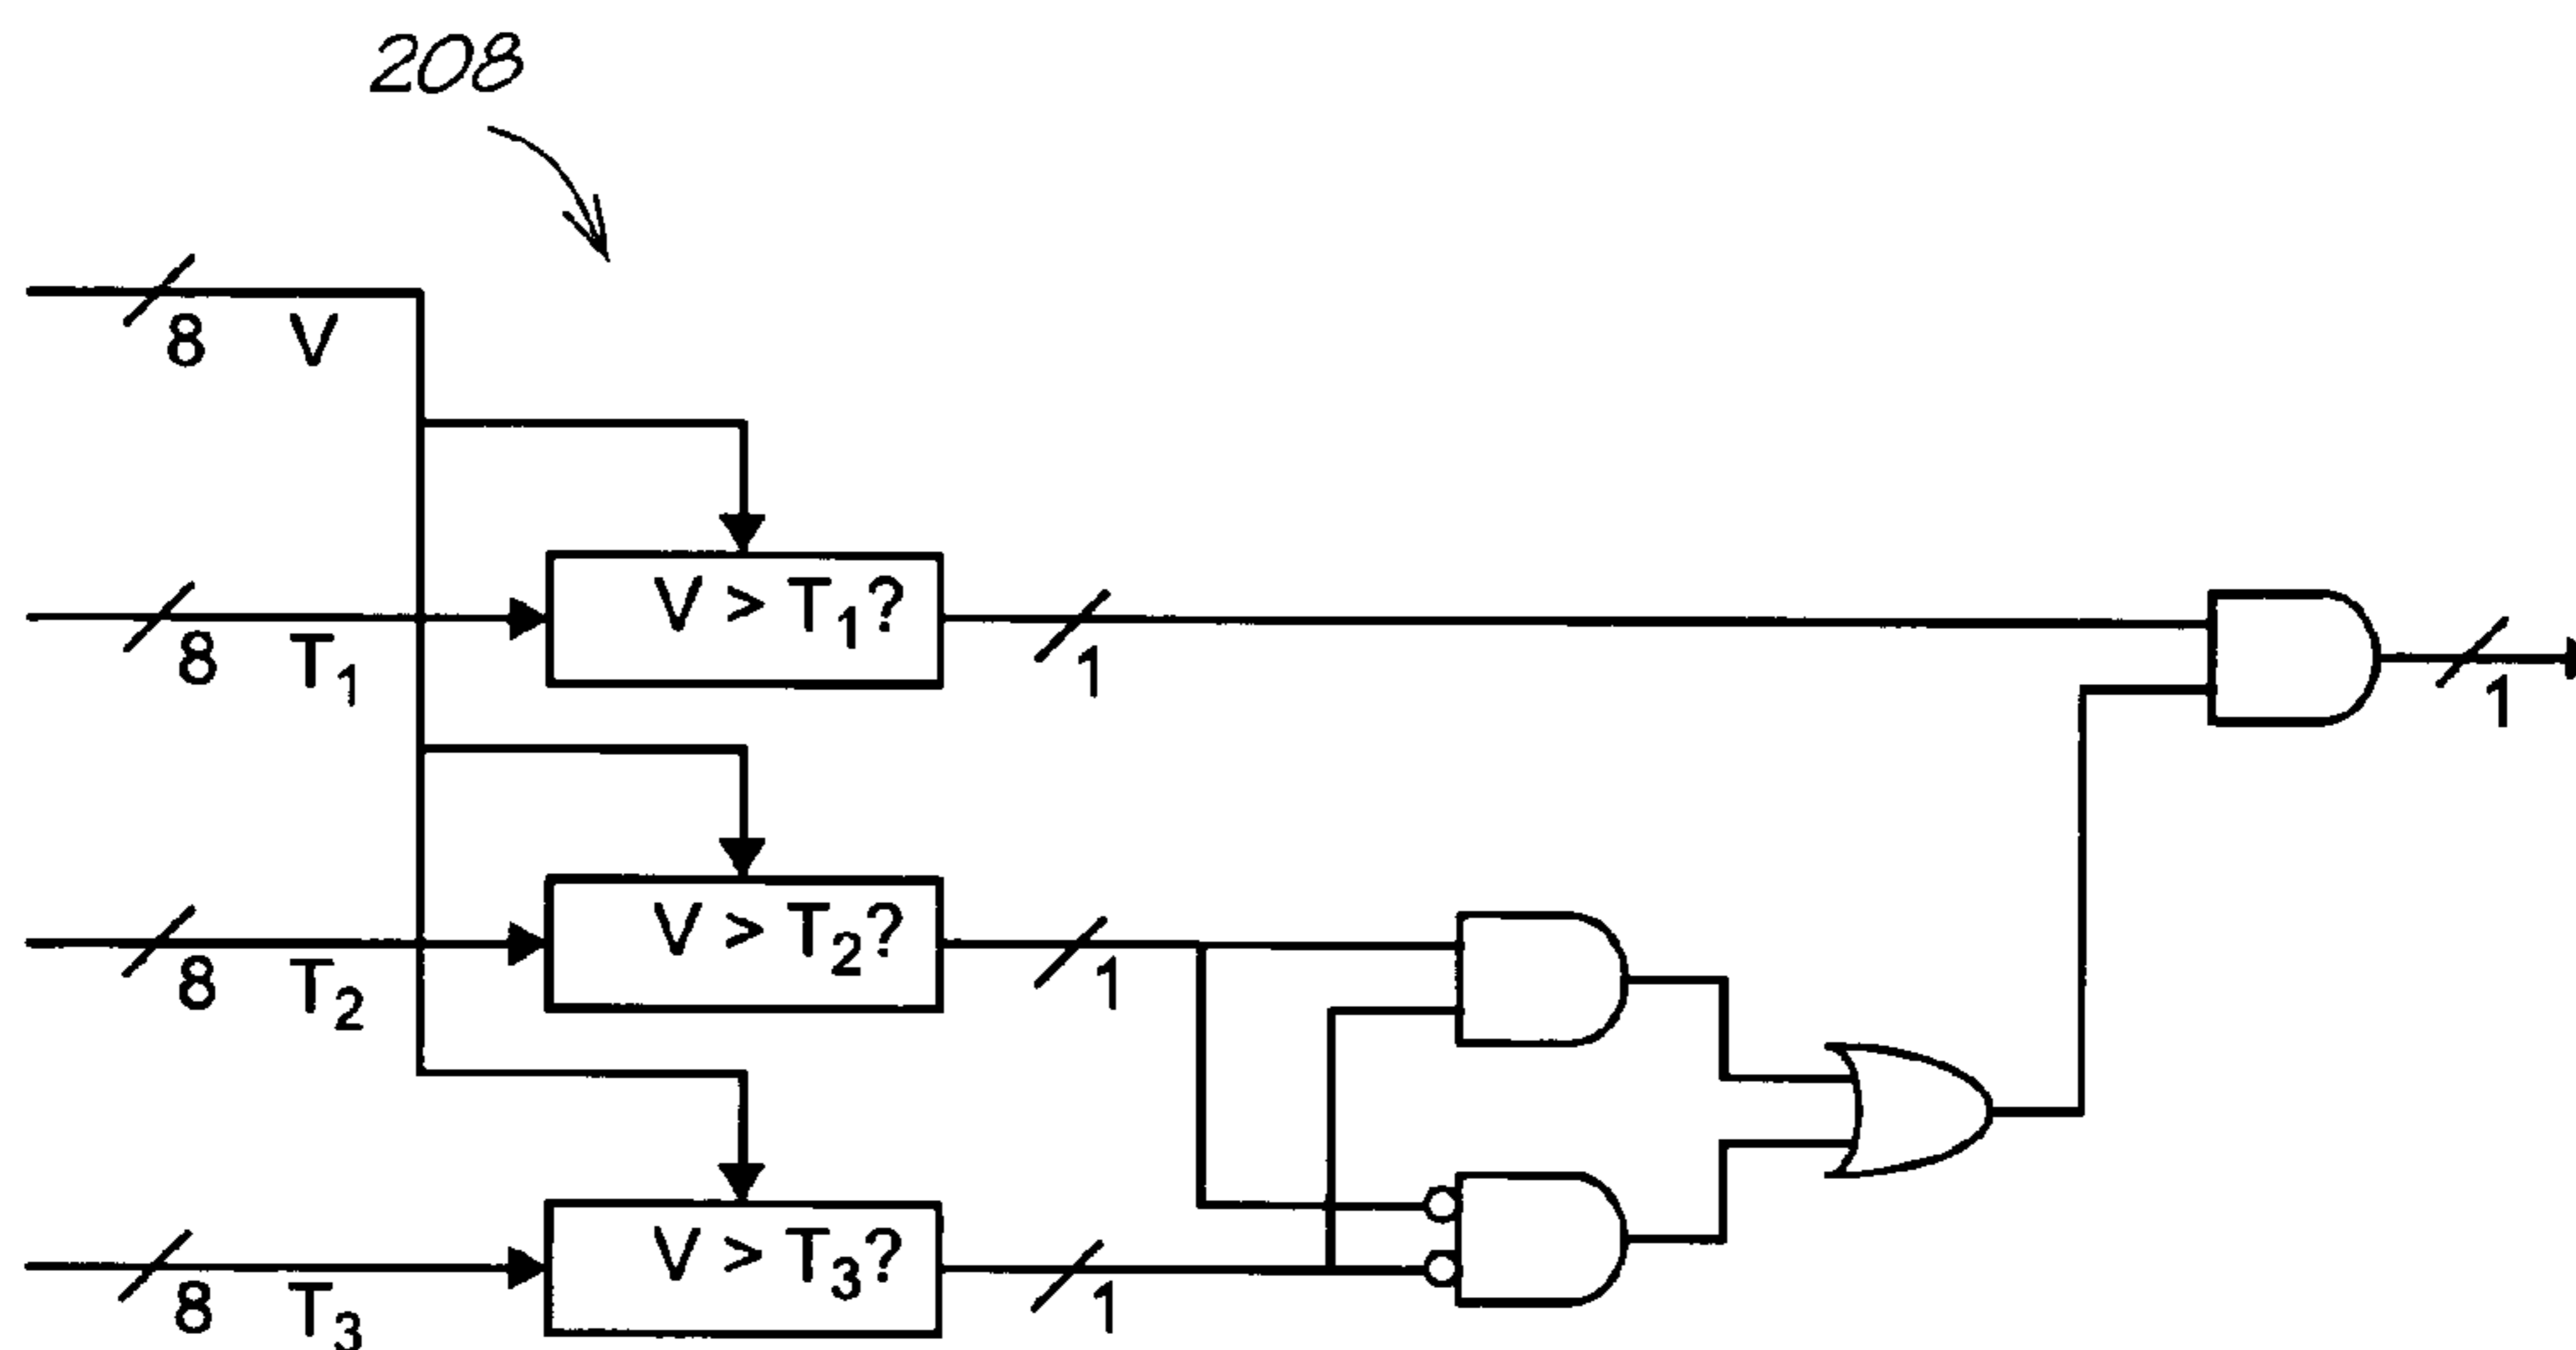 208
8 V
V > T₁?
8 T₁ 1 1
V > T₂?
8 T₂ 1
V > T₃?
8 T₃ 1